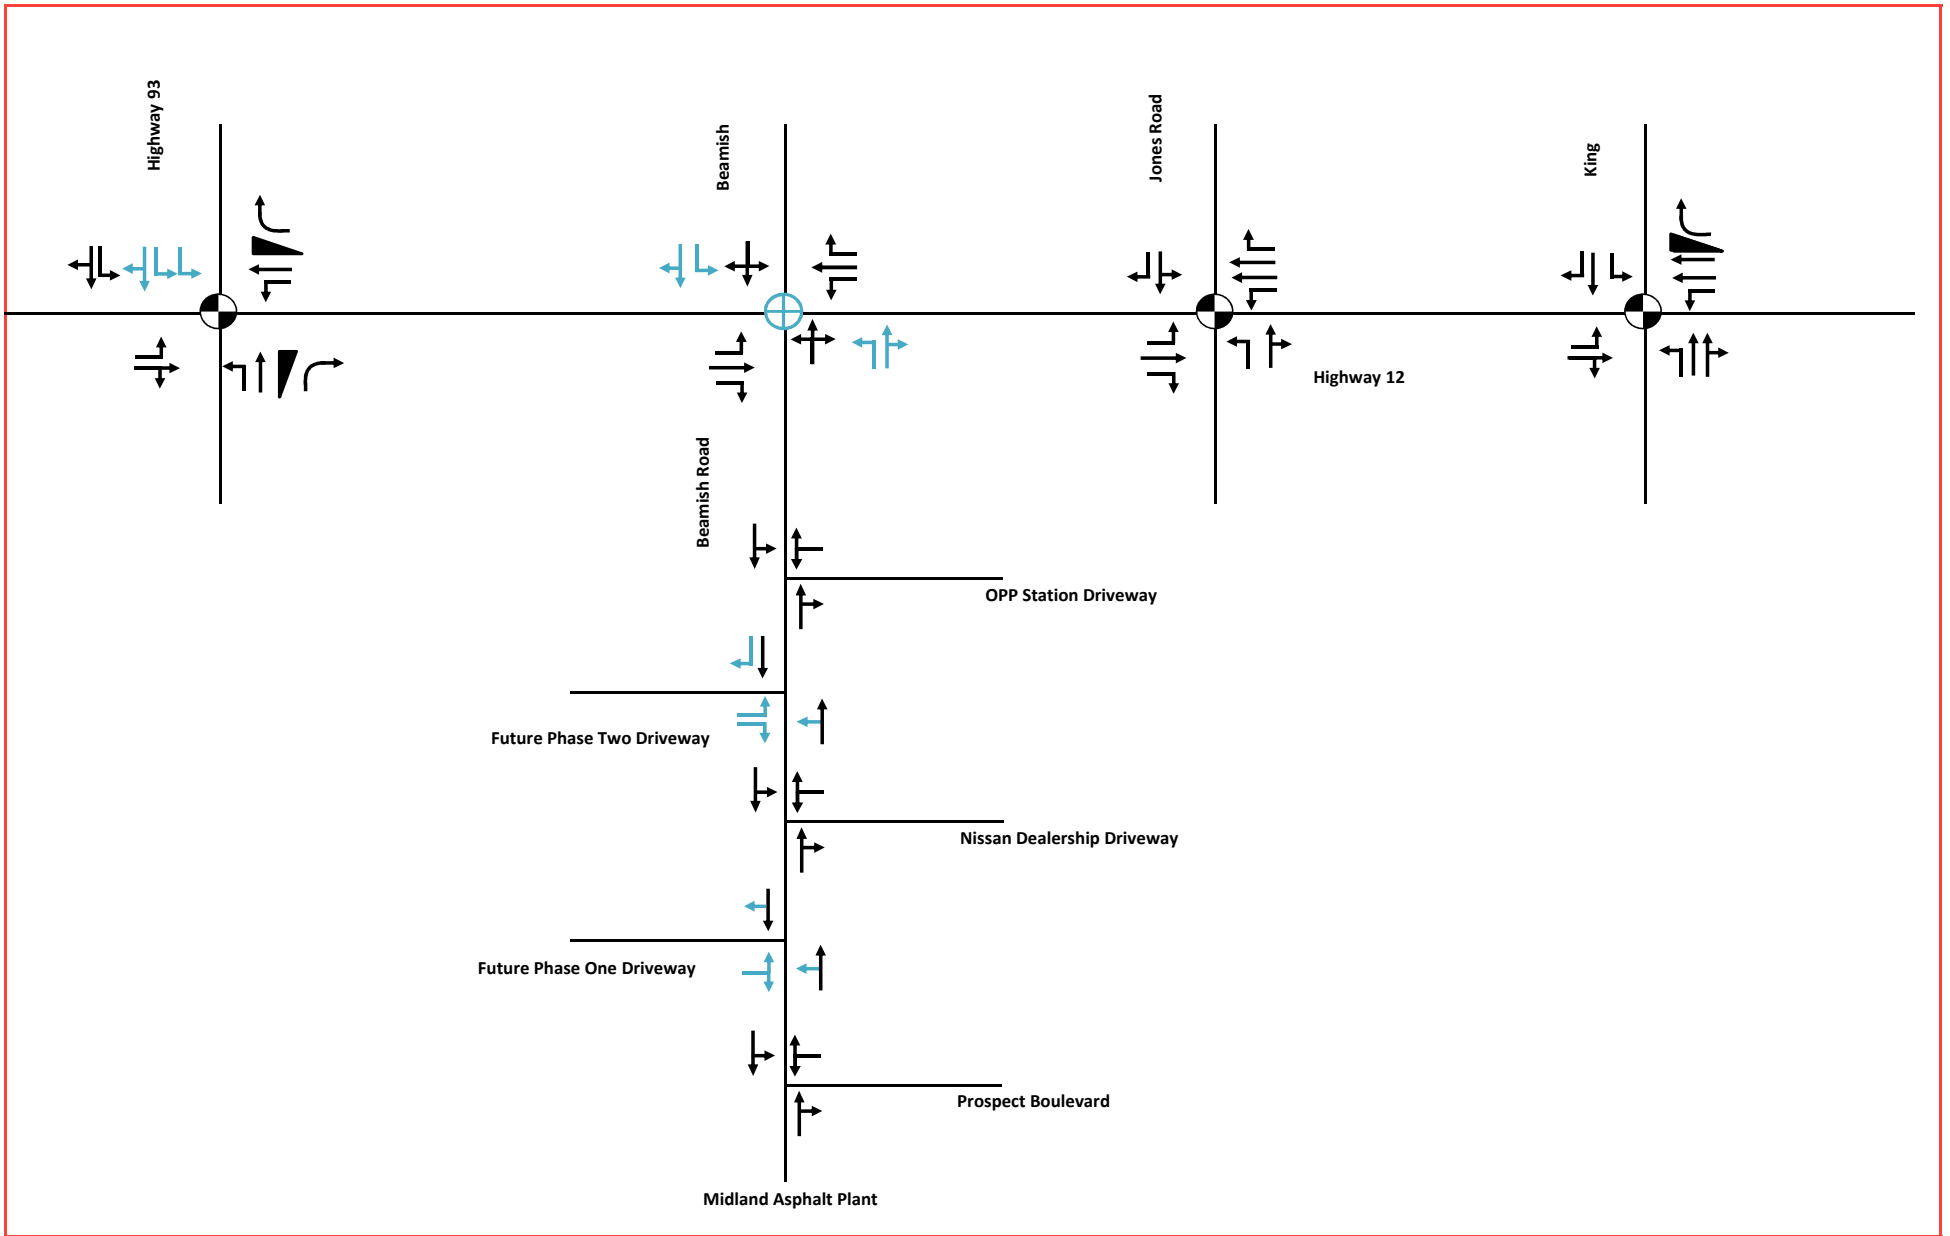 Highway 93
Beamish
Jones Road
King
Highway 12
Beamish Road
OPP Station Driveway
Future Phase Two Driveway
Nissan Dealership Driveway
Future Phase One Driveway
Prospect Boulevard
Midland Asphalt Plant